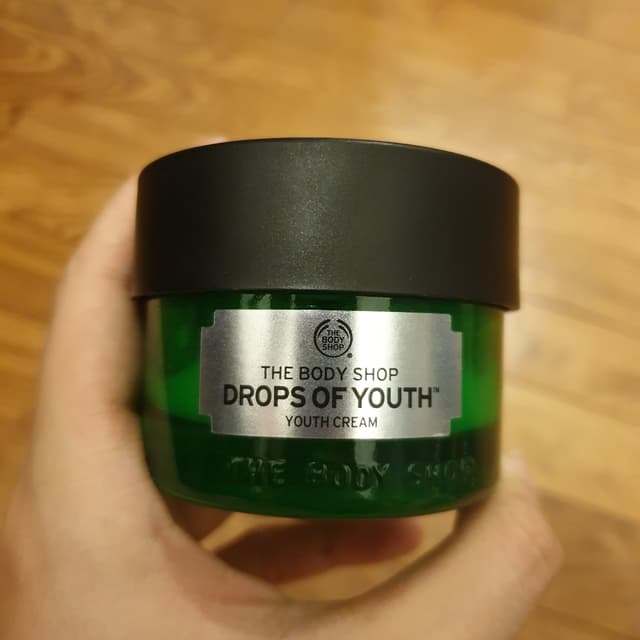 THE
BODY
SHOP
THE BODY SHOP
DROPS OF YOUTH™
YOUTH CREAM
THE BODY SHOP